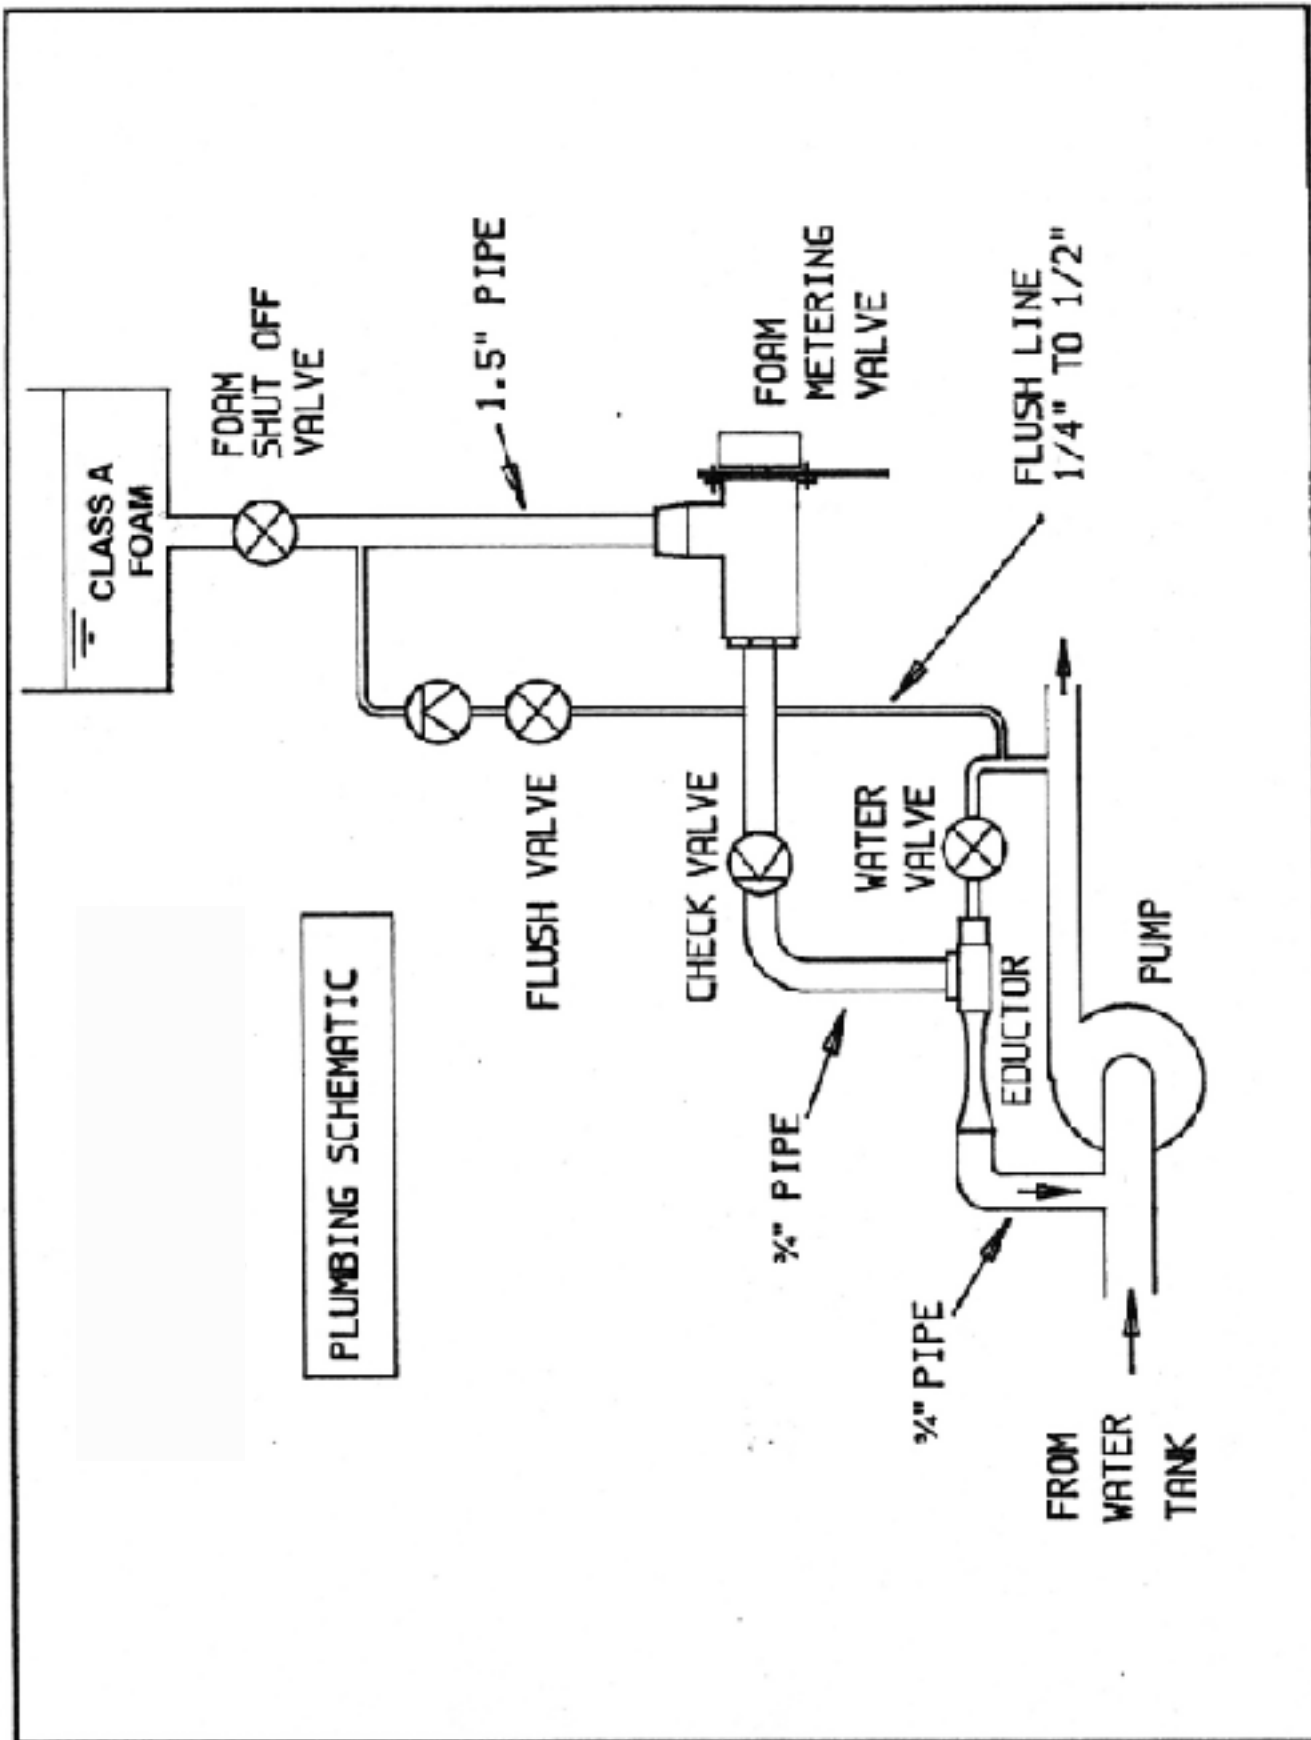 CLASS A
FOAM
FOAM
SHUT OFF
VALVE
1.5" PIPE
FOAM
METERING
VALVE
FLUSH LINE
1/4" TO 1/2"
FLUSH VALVE
CHECK VALVE
WATER
VALVE
PLUMBING SCHEMATIC
EDUCTOR
PUMP
¾" PIPE
¾" PIPE
FROM
WATER
TANK